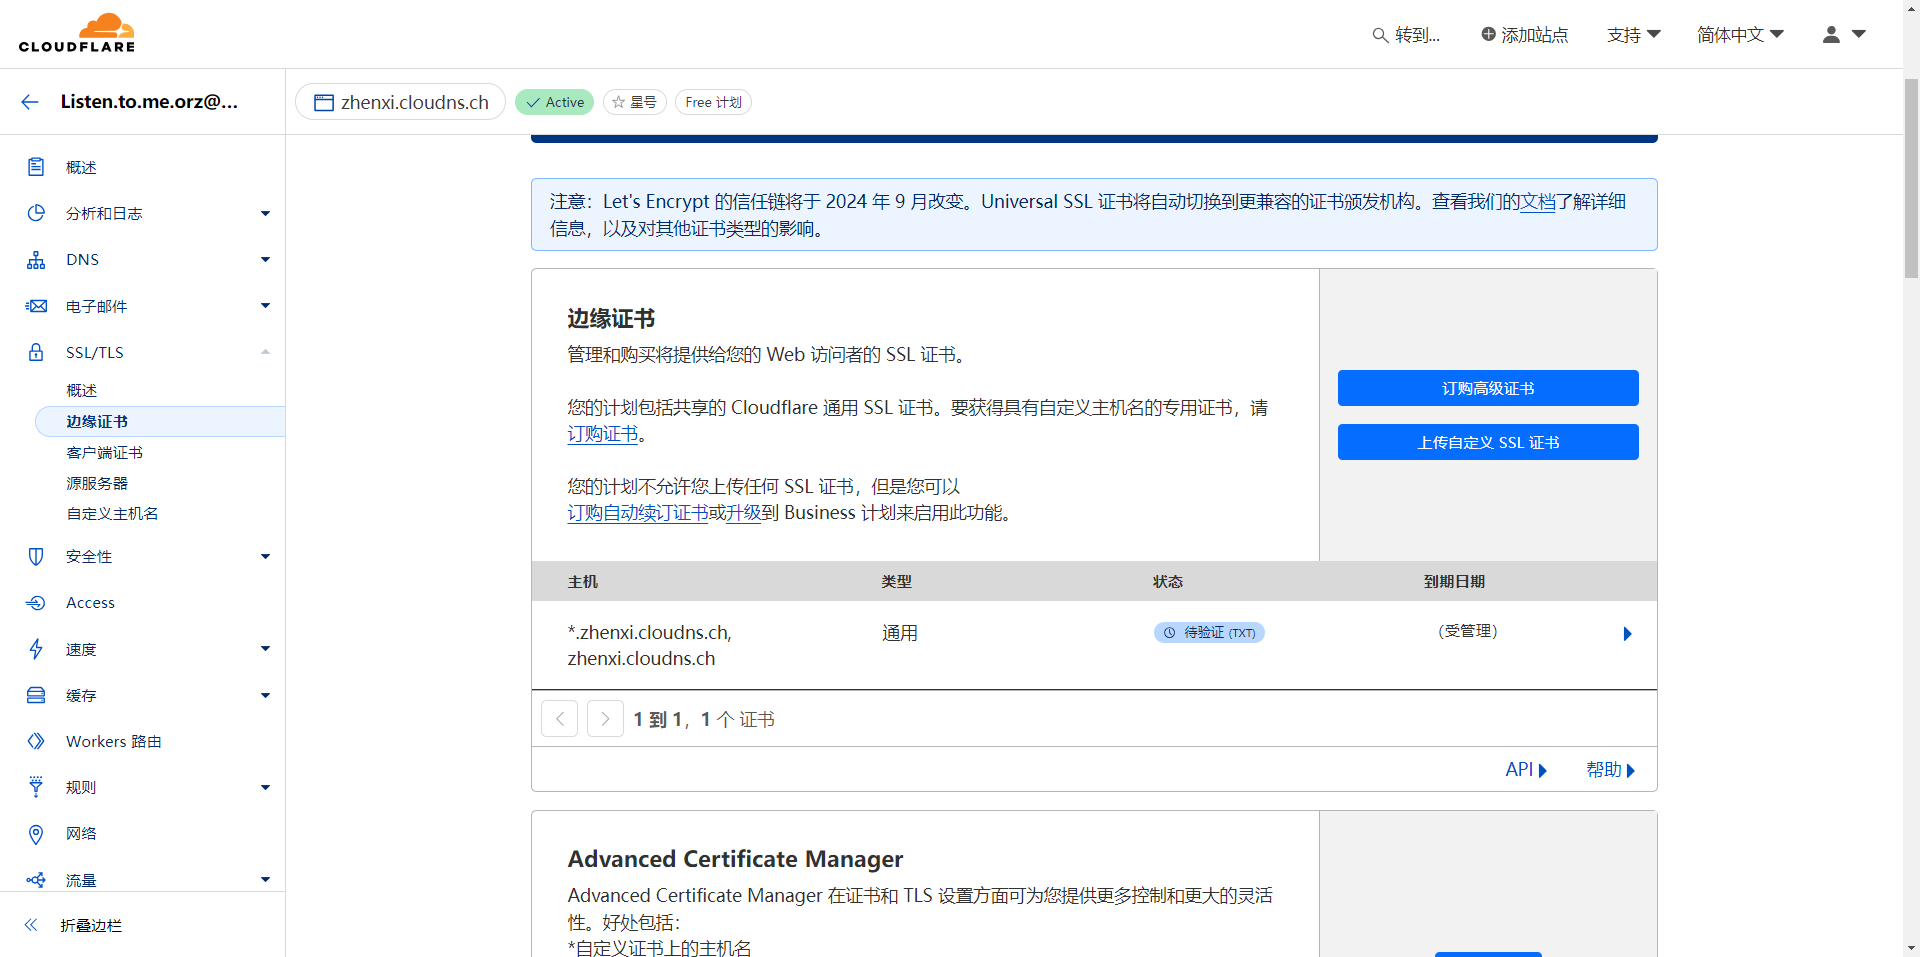 CLOUDFLARE
转到...
添加站点
支持
简体中文
Listen.to.me.orz@...
zhenxi.cloudns.ch
Active
星号
Free 计划
概述
分析和日志
DNS
电子邮件
SSL/TLS
概述
边缘证书
客户端证书
源服务器
自定义主机名
安全性
Access
速度
缓存
Workers 路由
规则
网络
流量
折叠边栏
注意：Let's Encrypt 的信任链将于 2024 年 9 月改变。Universal SSL 证书将自动切换到更兼容的证书颁发机构。查看我们的文档了解详细
信息，以及对其他证书类型的影响。
边缘证书
管理和购买将提供给您的 Web 访问者的 SSL 证书。
您的计划包括共享的 Cloudflare 通用 SSL 证书。要获得具有自定义主机名的专用证书，请
订购证书。
您的计划不允许您上传任何 SSL 证书，但是您可以
订购自动续订证书或升级到 Business 计划来启用此功能。
订购高级证书
上传自定义 SSL 证书
主机
类型
状态
到期日期
*.zhenxi.cloudns.ch,
zhenxi.cloudns.ch
通用
待验证 (TXT)
（受管理）
1 到 1，1 个 证书
API
帮助
Advanced Certificate Manager
Advanced Certificate Manager 在证书和 TLS 设置方面可为您提供更多控制和更大的灵活
性。好处包括：
*自定义证书上的主机名